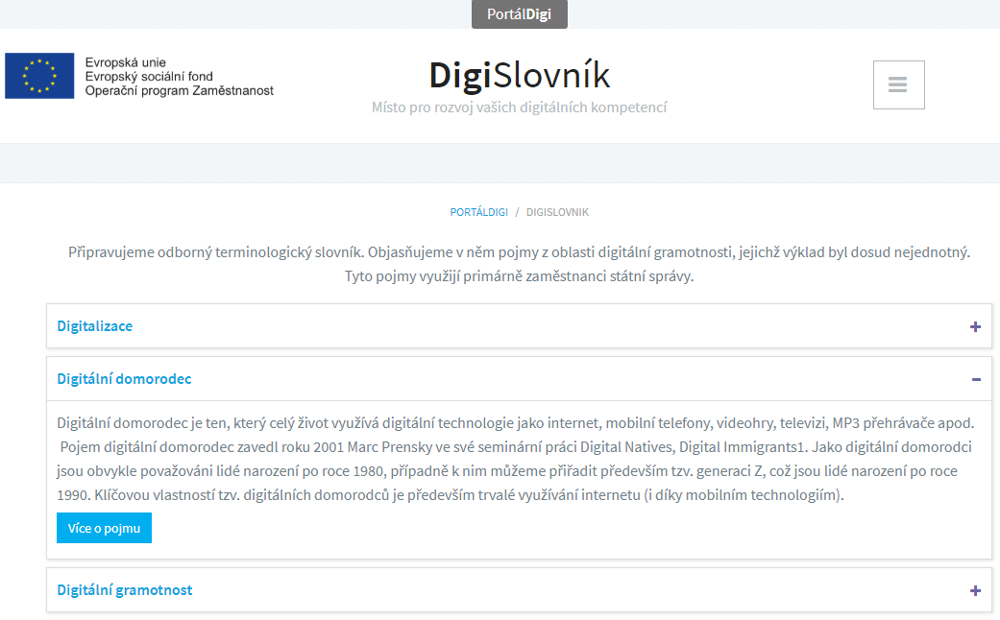 PortálDigi
Evropská unie
Evropský sociální fond
Operační program Zaměstnanost
DigiSlovník
Místo pro rozvoj vašich digitálních kompetencí
PORTÁLDIGI / DIGISLOVNIK
Připravujeme odborný terminologický slovník. Objasňujeme v něm pojmy z oblasti digitální gramotnosti, jejichž výklad byl dosud nejednotný.
Tyto pojmy využijí primárně zaměstnanci státní správy.
Digitalizace
Digitální domorodec
Digitální domorodec je ten, který celý život využívá digitální technologie jako internet, mobilní telefony, videohry, televizi, MP3 přehrávače apod.
Pojem digitální domorodec zavedl roku 2001 Marc Prensky ve své seminární práci Digital Natives, Digital Immigrants1. Jako digitální domorodci
jsou obvykle považováni lidé narození po roce 1980, případně k nim můžeme přiřadit především tzv. generaci Z, což jsou lidé narození po roce
1990. Klíčovou vlastností tzv. digitálních domorodců je především trvalé využívání internetu (i díky mobilním technologiím).
Více o pojmu
Digitální gramotnost